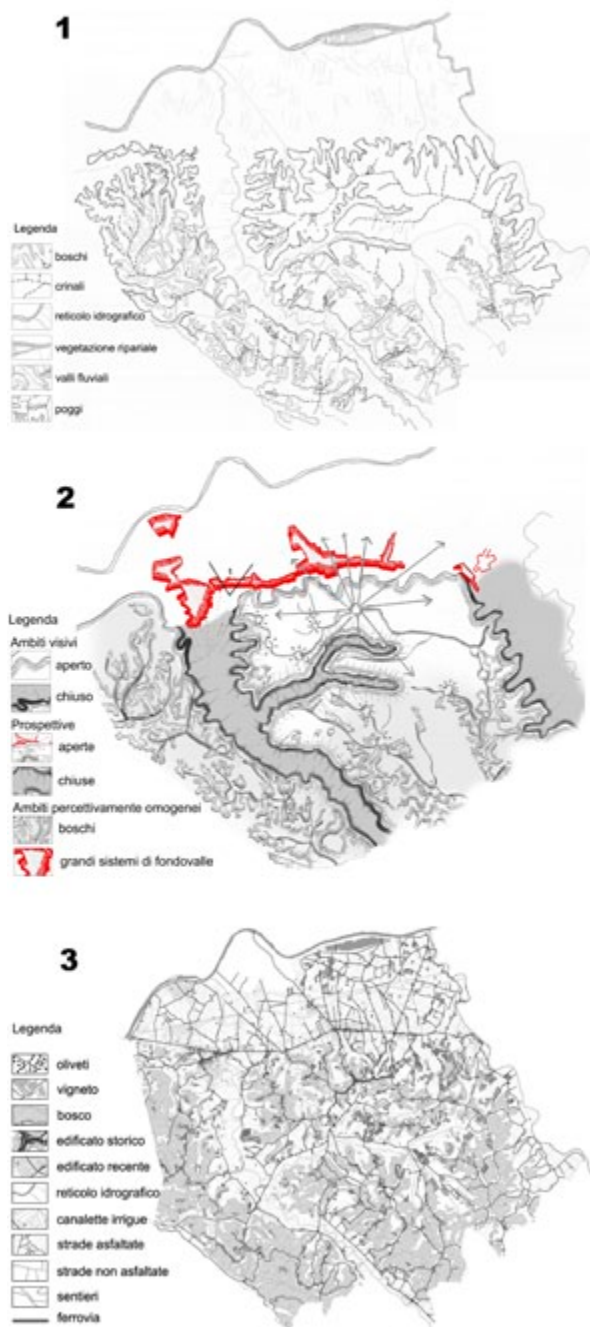 1
Legenda
boschi
crinali
reticolo idrografico
vegetazione ripariale
valli fluviali
poggi
2
Legenda
Ambiti visivi
aperto
chiuso
Prospettive
aperte
chiuse
Ambiti percettivamente omogenei
boschi
grandi sistemi di fondovalle
3
Legenda
oliveti
vigneto
bosco
edificato storico
edificato recente
reticolo idrografico
canalette irrigue
strade asfaltate
strade non asfaltate
sentieri
ferrovia